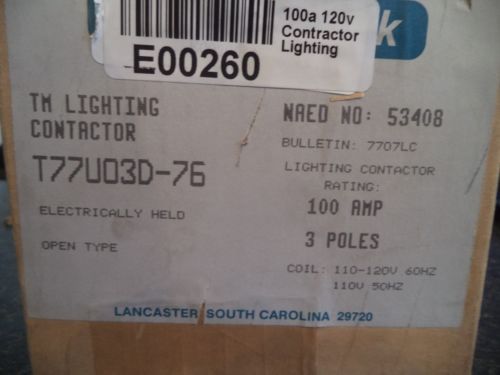 100a 120v
Contractor
Lighting
E00260
k
TM LIGHTING
CONTACTOR
T77U03D-76
ELECTRICALLY HELD
OPEN TYPE
NAED NO: 53408
BULLETIN: 7707LC
LIGHTING CONTACTOR
RATING:
100 AMP
3 POLES
COIL: 110-120V 60HZ
110V 50HZ
LANCASTER SOUTH CAROLINA 29720